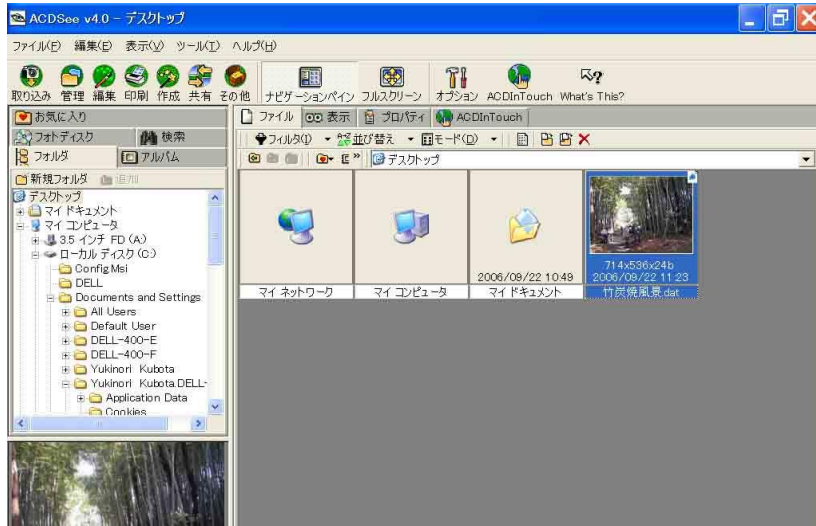 ACDSee v4.0 - デスクトップ
ファイル(F) 編集(E) 表示(V) ツール(T) ヘルプ(H)
取り込み 管理 編集 印刷 作成 共有 その他 ナビゲーションペイン フルスクリーン オプション ACDInTouch What's This?
お気に入り
フォトディスク 検索
フォルダ アルバム
新規フォルダ 追加
デスクトップ
マイ ドキュメント
マイ コンピュータ
3.5 インチ FD (A:)
ローカル ディスク (C:)
Config.Msi
DELL
Documents and Settings
All Users
Default User
DELL-400-E
DELL-400-F
Yukinori Kubota
Yukinori Kubota.DELL-
Application Data
Cookies
ファイル 表示 プロパティ ACDInTouch
フィルタ(I) 並び替え モード(D)
デスクトップ
マイ ネットワーク
マイ コンピュータ
2006/09/22 10:49
マイ ドキュメント
714x536x24b
2006/09/22 11:23
竹炭焼風景.dat